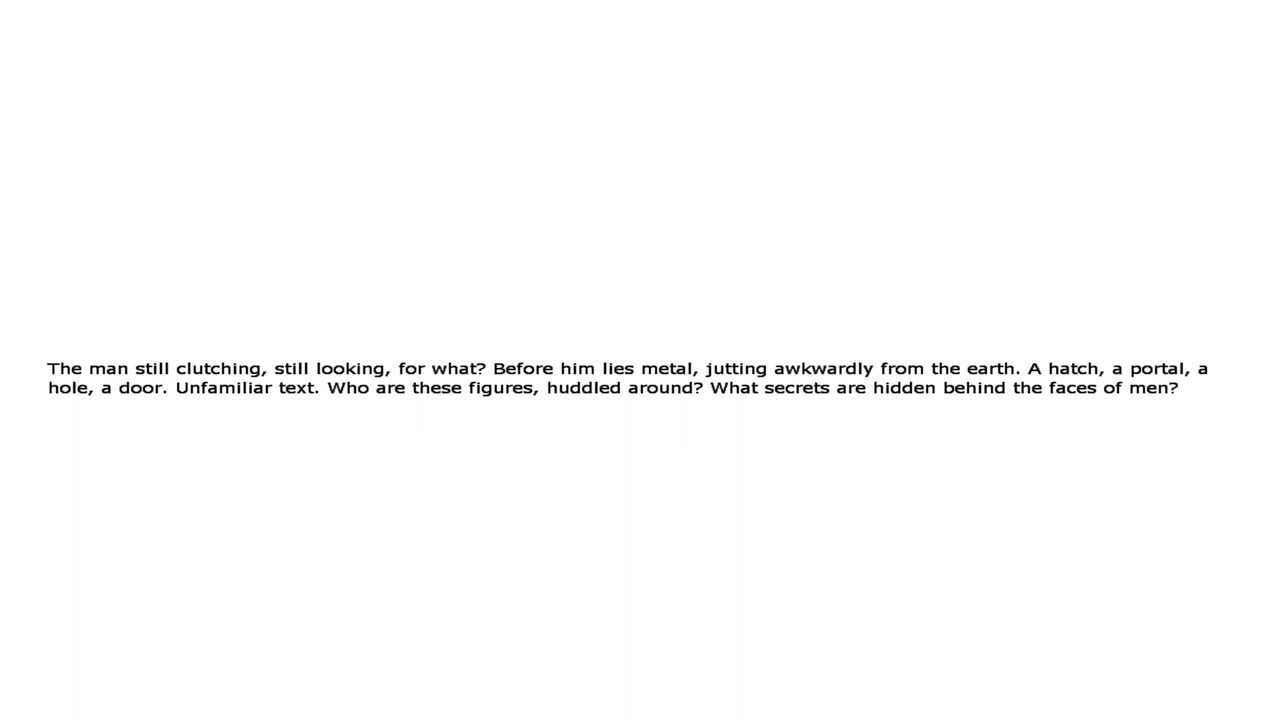 The man still clutching, still looking, for what? Before him lies metal, jutting awkwardly from the earth. A hatch, a portal, a
hole, a door. Unfamiliar text. Who are these figures, huddled around? What secrets are hidden behind the faces of men?